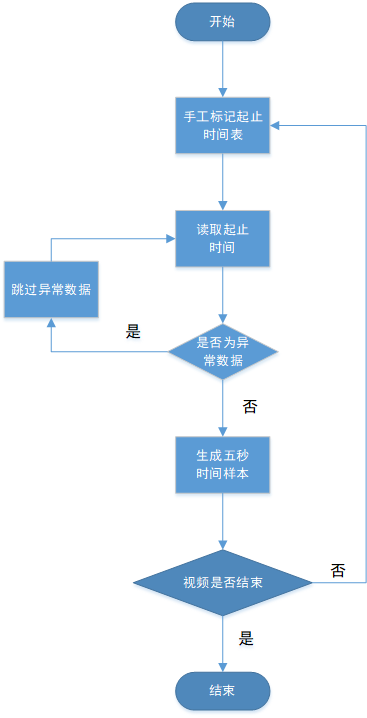 开始
手工标记起止
时间表
读取起止
时间
跳过异常数据
是
是否为异
常数据
否
生成五秒
时间样本
视频是否结束
否
是
结束